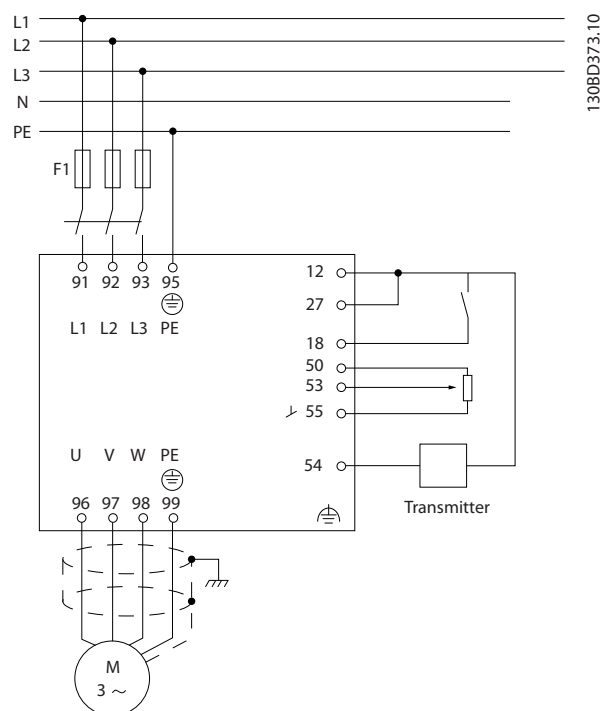 L1
L2
L3
N
PE
130BD373.10
F1
91 92 93 95
L1 L2 L3 PE
12
27
18
50
53
55
54
Transmitter
U V W PE
96 97 98 99
M
3 ~